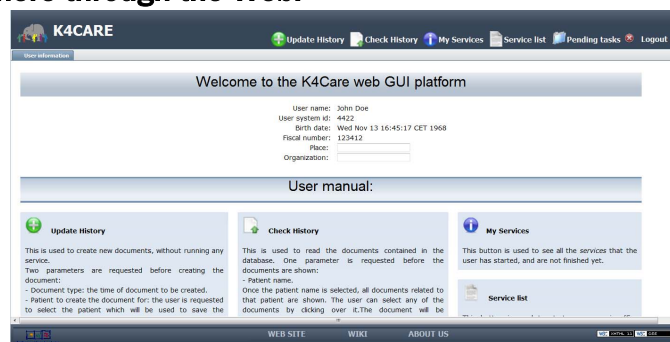 K4CARE
Update History Check History My Services Service list Pending tasks Logout
User information
Welcome to the K4Care web GUI platform
User name: John Doe
User system id: 4422
Birth date: Wed Nov 13 16:45:17 CET 1968
Fiscal number: 123412
Place:
Organization:
User manual:
Update History
This is used to create new documents, without running any
service.
Two parameters are requested before creating the
document:
- Document type: the time of document to be created.
- Patient to create the document for: the user is requested
to select the patient which will be used to save the
Check History
This is used to read the documents contained in the
database. One parameter is requested before the
documents are shown:
- Patient name.
Once the patient name is selected, all documents related to
that patient are shown. The user can select any of the
documents by clicking over it.The document will be
My Services
This button is used to see all the services that the
user has started, and are not finished yet.
Service list
WEB SITE WIKI ABOUT US